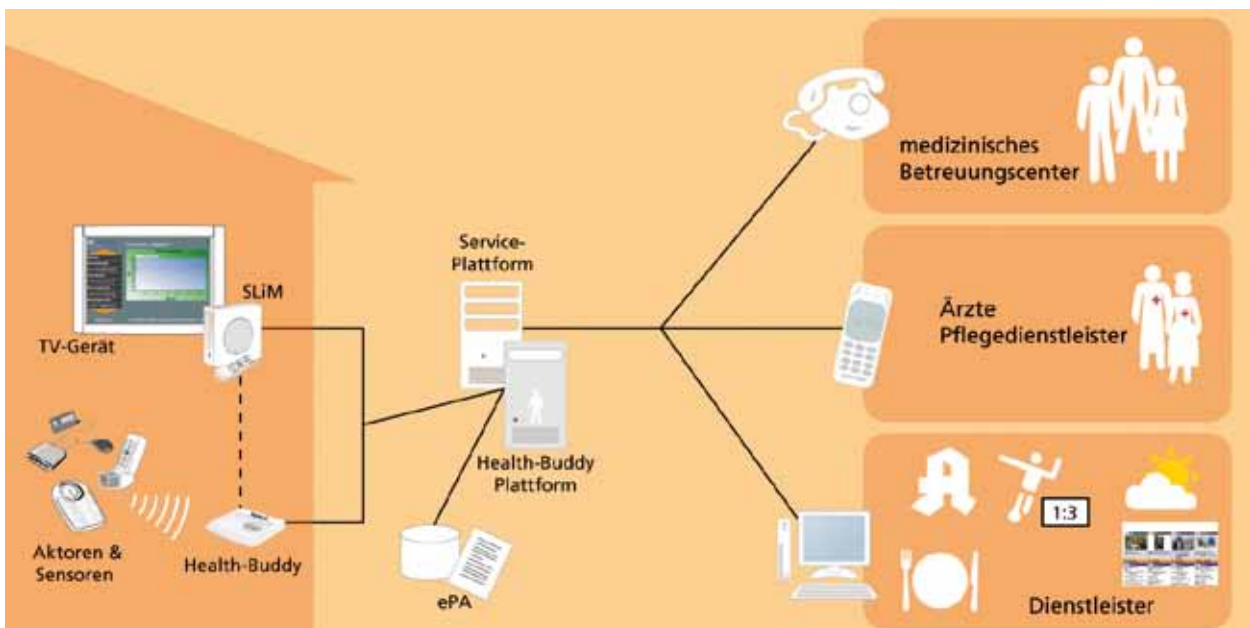 medizinisches
Betreuungscenter
Service-
Plattform
SLiM
TV-Gerät
Ärzte
Pflegedienstleister
Health-Buddy
Plattform
Aktoren &
Sensoren
Health-Buddy
ePA
1:3
Dienstleister